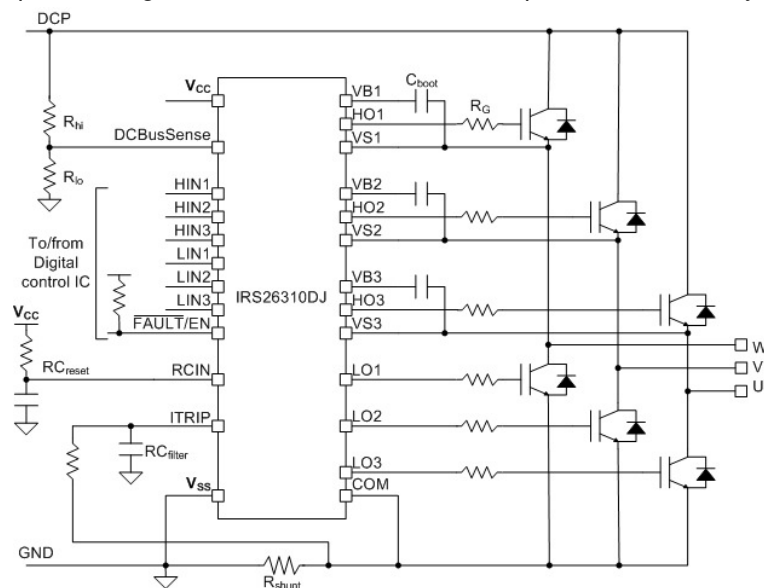 DCP
Vcc
Rhi
DCBusSense
Rlo
HIN1
HIN2
HIN3
To/from
Digital
control IC
LIN1
LIN2
LIN3
FAULT/EN
Vcc
RCreset
RCIN
ITRIP
RCfilter
Vss
GND
Rshunt
IRS26310DJ
VB1
Cboot
HO1
RG
VS1
VB2
HO2
VS2
VB3
HO3
VS3
LO1
LO2
LO3
COM
W
V
U